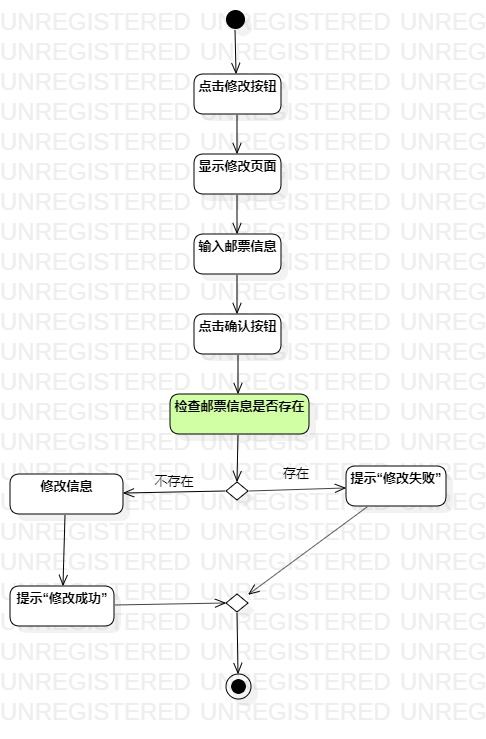 点击修改按钮
显示修改页面
输入邮票信息
点击确认按钮
检查邮票信息是否存在
不存在
存在
修改信息
提示“修改失败”
提示“修改成功”
UNREGISTERED UNREGISTERED UNREG